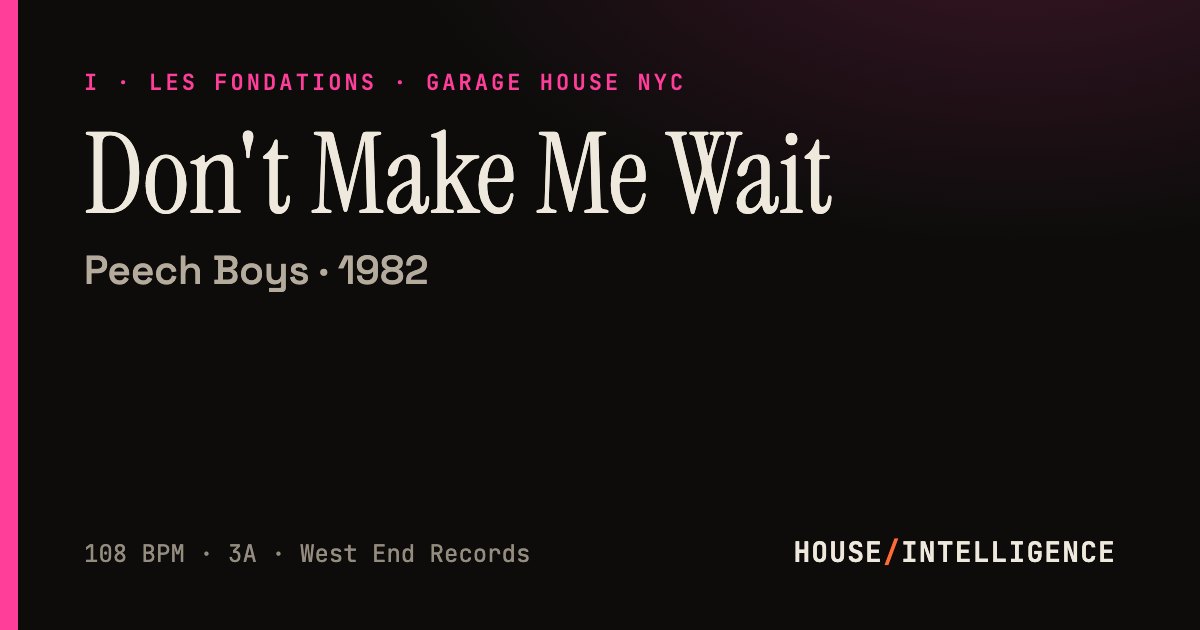 I · LES FONDATIONS · GARAGE HOUSE NYC
Don't Make Me Wait
Peech Boys · 1982
108 BPM · 3A · West End Records
HOUSE/INTELLIGENCE